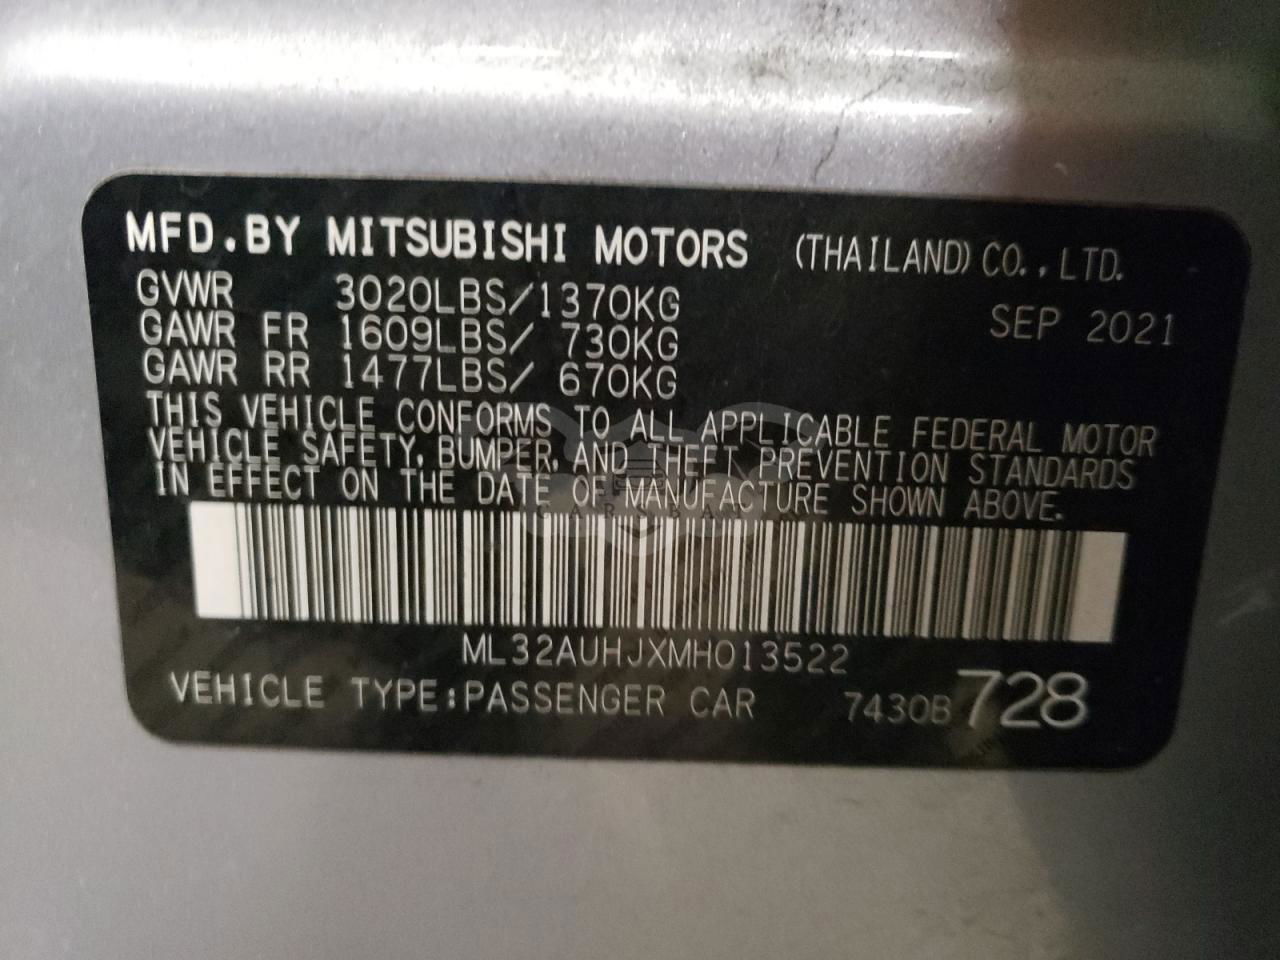 MFD.BY MITSUBISHI MOTORS (THAILAND) CO.,LTD.
GVWR 3020LBS/1370KG SEP 2021
GAWR FR 1609LBS/ 730KG
GAWR RR 1477LBS/ 670KG
THIS VEHICLE CONFORMS TO ALL APPLICABLE FEDERAL MOTOR
VEHICLE SAFETY, BUMPER, AND THEFT PREVENTION STANDARDS
IN EFFECT ON THE DATE OF MANUFACTURE SHOWN ABOVE.
ML32AUHJXMH013522
VEHICLE TYPE:PASSENGER CAR 7430B 728